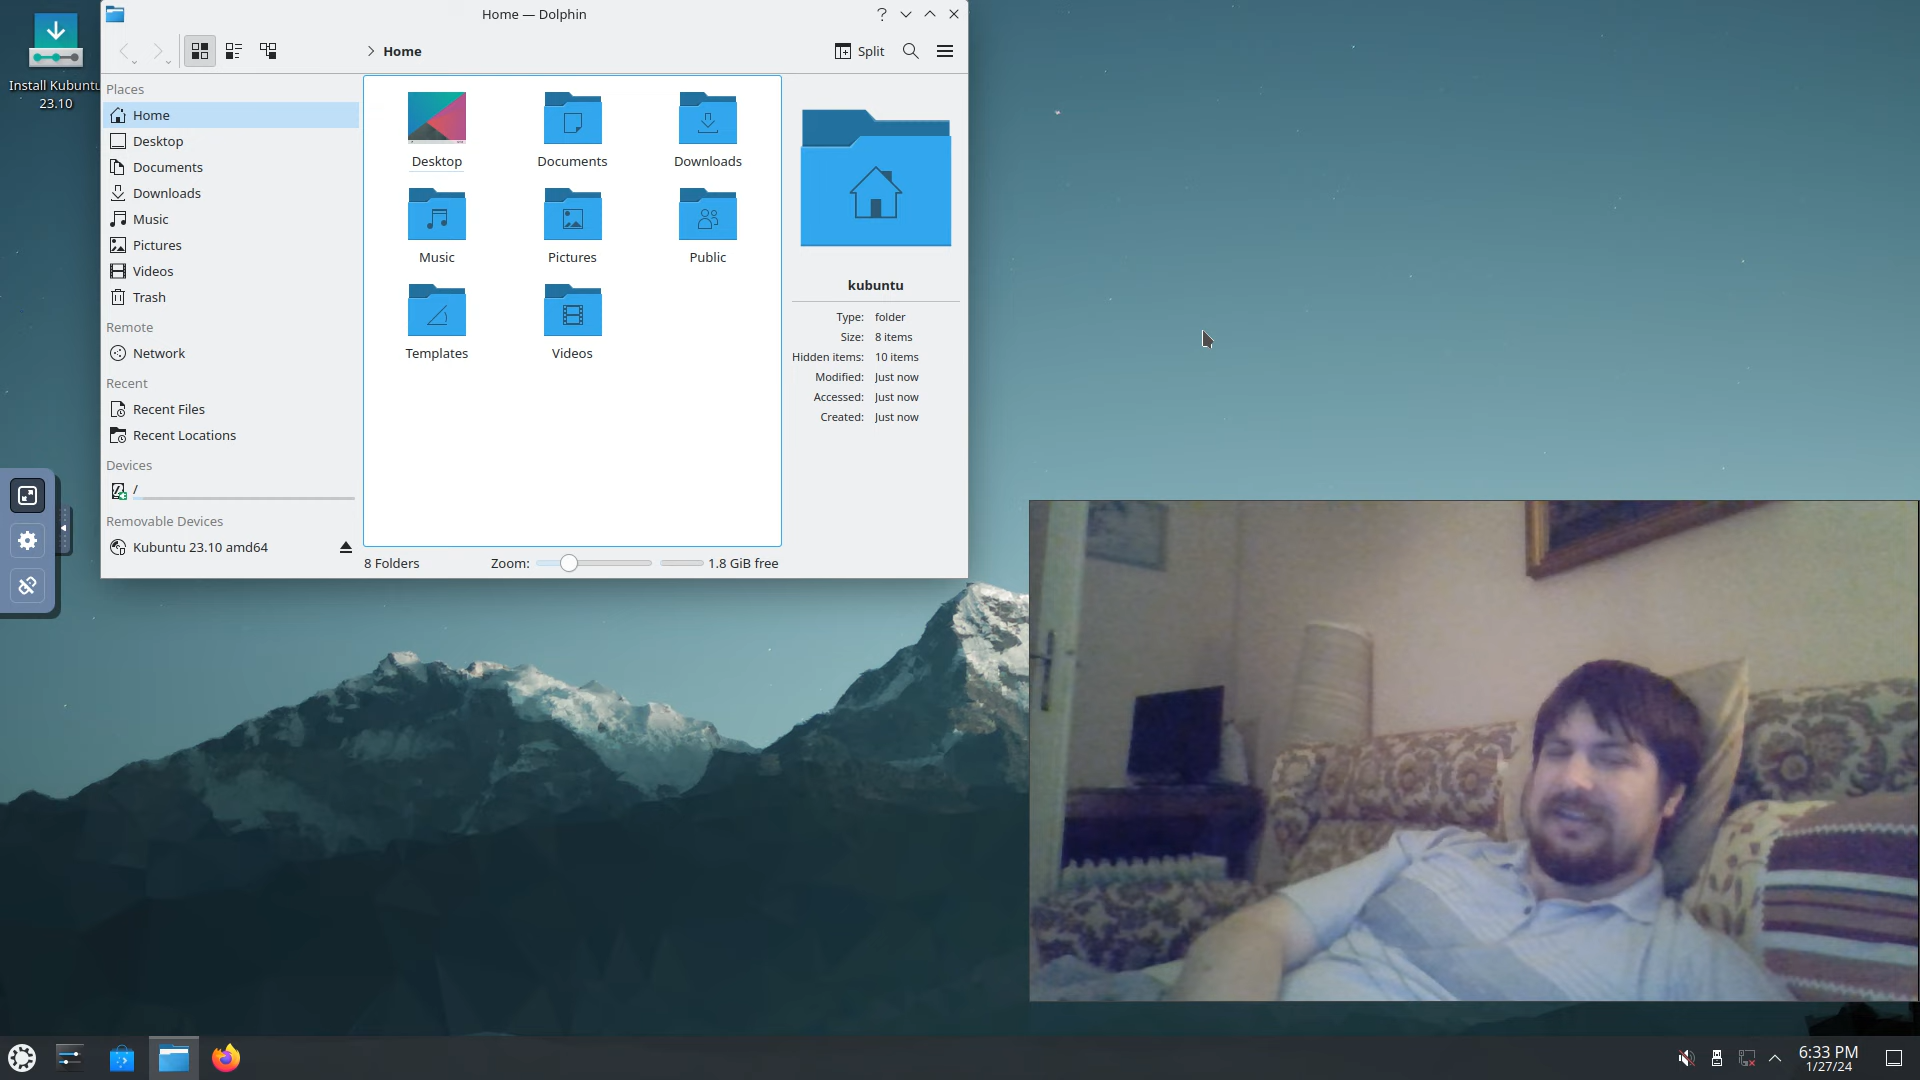 Install Kubuntu
23.10
Home — Dolphin
Home
Split
Places
Home
Desktop
Documents
Downloads
Music
Pictures
Videos
Trash
Remote
Network
Recent
Recent Files
Recent Locations
Devices
/
Removable Devices
Kubuntu 23.10 amd64
Desktop
Documents
Downloads
Music
Pictures
Public
Templates
Videos
8 Folders
Zoom:
1.8 GiB free
kubuntu
Type: folder
Size: 8 items
Hidden items: 10 items
Modified: Just now
Accessed: Just now
Created: Just now
6:33 PM
1/27/24